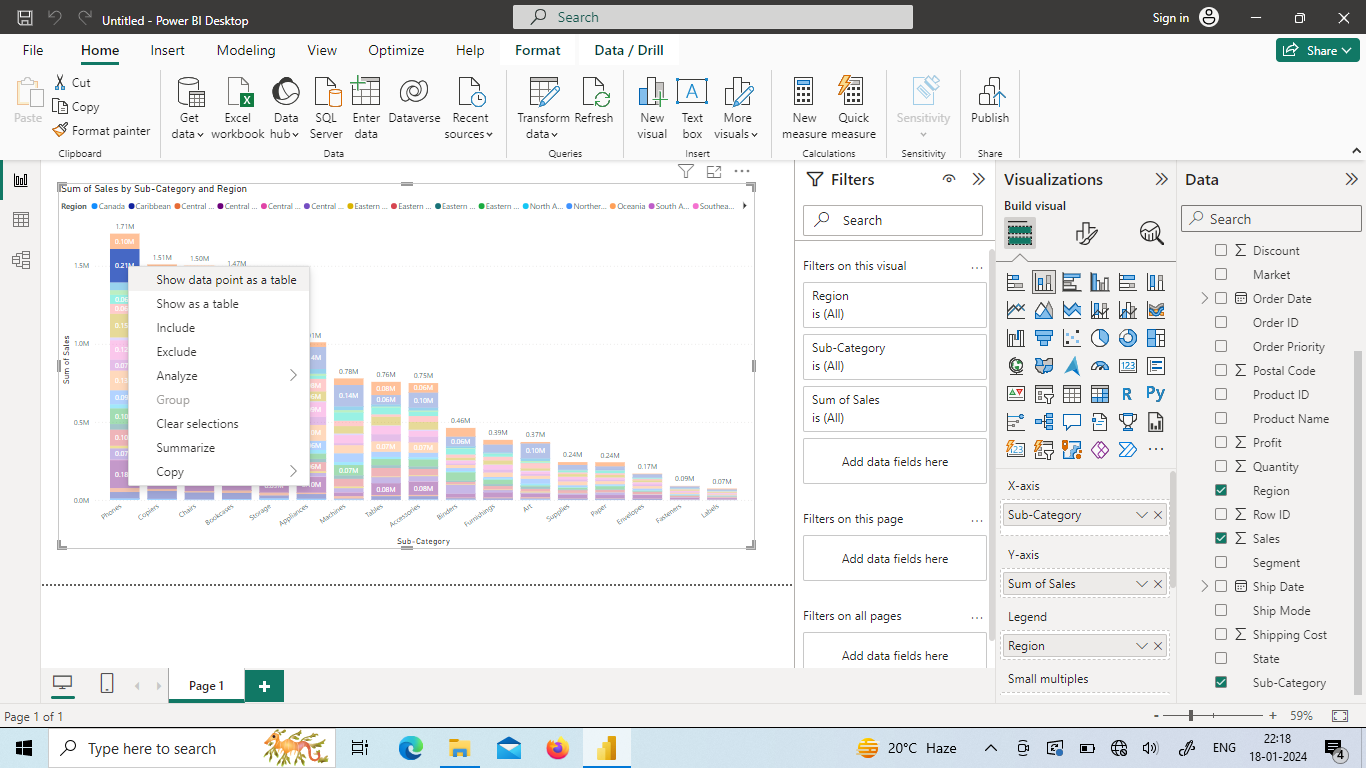 Untitled - Power BI Desktop
Search
Sign in
File
Home
Insert
Modeling
View
Optimize
Help
Format
Data / Drill
Share
Paste
Cut
Copy
Format painter
Clipboard
Get data
Excel workbook
Data hub
SQL Server
Enter data
Dataverse
Recent sources
Data
Transform data
Refresh
Queries
New visual
Text box
More visuals
Insert
New measure
Quick measure
Calculations
Sensitivity
Sensitivity
Publish
Share
Sum of Sales by Sub-Category and Region
Region Canada Caribbean Central ... Central ... Central ... Central ... Eastern ... Eastern ... Eastern ... Eastern ... North A... Norther... Oceania South A... Southea...
1.71M
0.10M
0.21M
1.51M
1.50M
1.47M
0.78M
0.14M
0.07M
0.76M
0.08M
0.06M
0.07M
0.08M
0.75M
0.06M
0.10M
0.07M
0.08M
0.46M
0.06M
0.39M
0.37M
0.10M
0.24M
0.24M
0.17M
0.09M
0.07M
1.5M
1.0M
0.5M
0.0M
Sum of Sales
Phones
Copiers
Chairs
Bookcases
Storage
Appliances
Machines
Tables
Accessories
Binders
Furnishings
Art
Supplies
Paper
Envelopes
Fasteners
Labels
Sub-Category
Show data point as a table
Show as a table
Include
Exclude
Analyze
Group
Clear selections
Summarize
Copy
Filters
Search
Filters on this visual ...
Region
is (All)
Sub-Category
is (All)
Sum of Sales
is (All)
Add data fields here
Filters on this page ...
Add data fields here
Filters on all pages ...
Add data fields here
Visualizations
Build visual
123
R
Py
123
...
X-axis
Sub-Category
Y-axis
Sum of Sales
Legend
Region
Small multiples
Data
Search
Discount
Market
Order Date
Order ID
Order Priority
Postal Code
Product ID
Product Name
Profit
Quantity
Region
Row ID
Sales
Segment
Ship Date
Ship Mode
Shipping Cost
State
Sub-Category
Page 1
Page 1 of 1
- + 59%
Type here to search
20°C Haze
ENG
22:18
18-01-2024
4